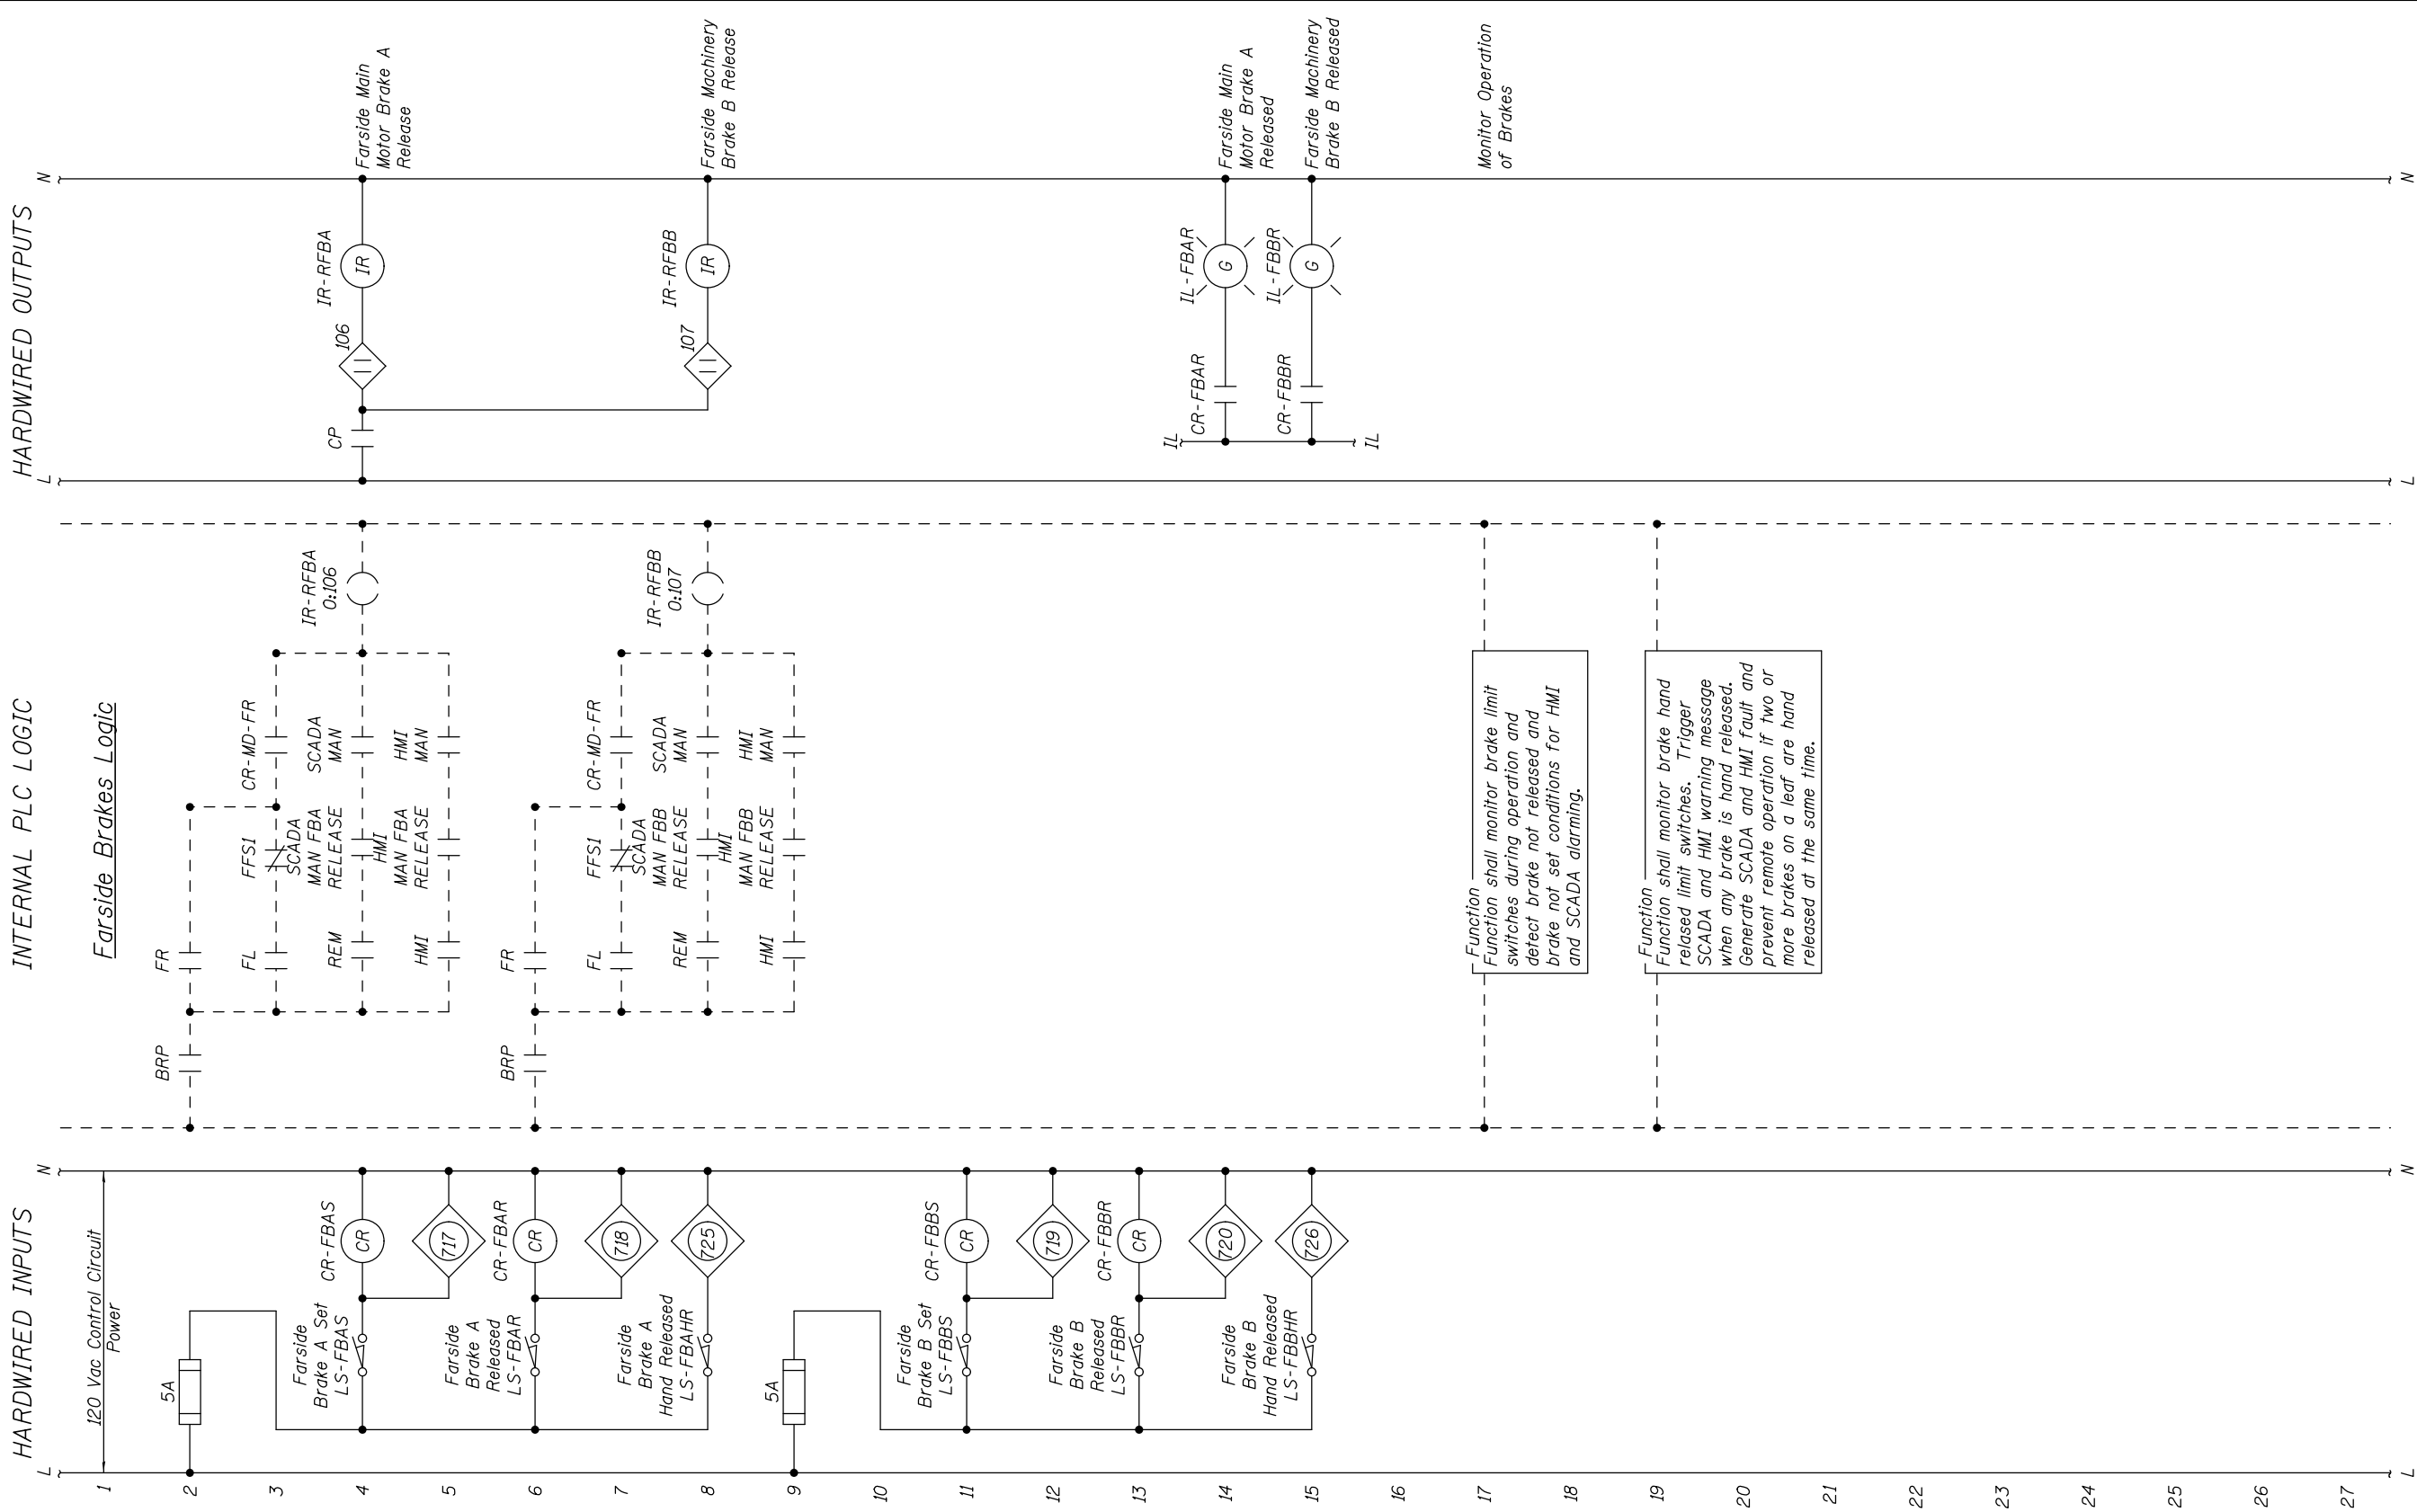 HARDWIRED INPUTS
INTERNAL PLC LOGIC
HARDWIRED OUTPUTS
L
N
L
N
1
120 Vac Control Circuit
Power
2
5A
3
4
Farside
Brake A Set
LS-FBAS
CR-FBAS
CR
5
717
6
Farside
Brake A
Released
LS-FBAR
CR-FBAR
CR
7
718
8
Farside
Brake A
Hand Released
LS-FBAHR
725
9
5A
10
11
Farside
Brake B Set
LS-FBBS
CR-FBBS
CR
12
719
13
Farside
Brake B
Released
LS-FBBR
CR-FBBR
CR
14
720
15
Farside
Brake B
Hand Released
LS-FBBHR
726
16
17
18
19
20
21
22
23
24
25
26
27
L
N
Farside Brakes Logic
BRP
FR
FL
FFS1
CR-MD-FR
REM
SCADA
MAN FBA
RELEASE
SCADA
MAN
IR-RFBA
O:106
HMI
HMI
MAN FBA
RELEASE
HMI
MAN
BRP
FR
FL
FFS1
CR-MD-FR
REM
SCADA
MAN FBB
RELEASE
SCADA
MAN
IR-RFBB
O:107
HMI
HMI
MAN FBB
RELEASE
HMI
MAN
Function
Function shall monitor brake limit
switches during operation and
detect brake not released and
brake not set conditions for HMI
and SCADA alarming.
Function
Function shall monitor brake hand
relased limit switches.  Trigger
SCADA and HMI warning message
when any brake is hand released.
Generate SCADA and HMI fault and
prevent remote operation if two or
more brakes on a leaf are hand
released at the same time.
CP
106
IR-RFBA
IR
Farside Main
Motor Brake A
Release
107
IR-RFBB
IR
Farside Machinery
Brake B Release
IL
CR-FBAR
IL-FBAR
G
Farside Main
Motor Brake A
Released
CR-FBBR
IL-FBBR
G
Farside Machinery
Brake B Released
IL
Monitor Operation
of Brakes
L
N